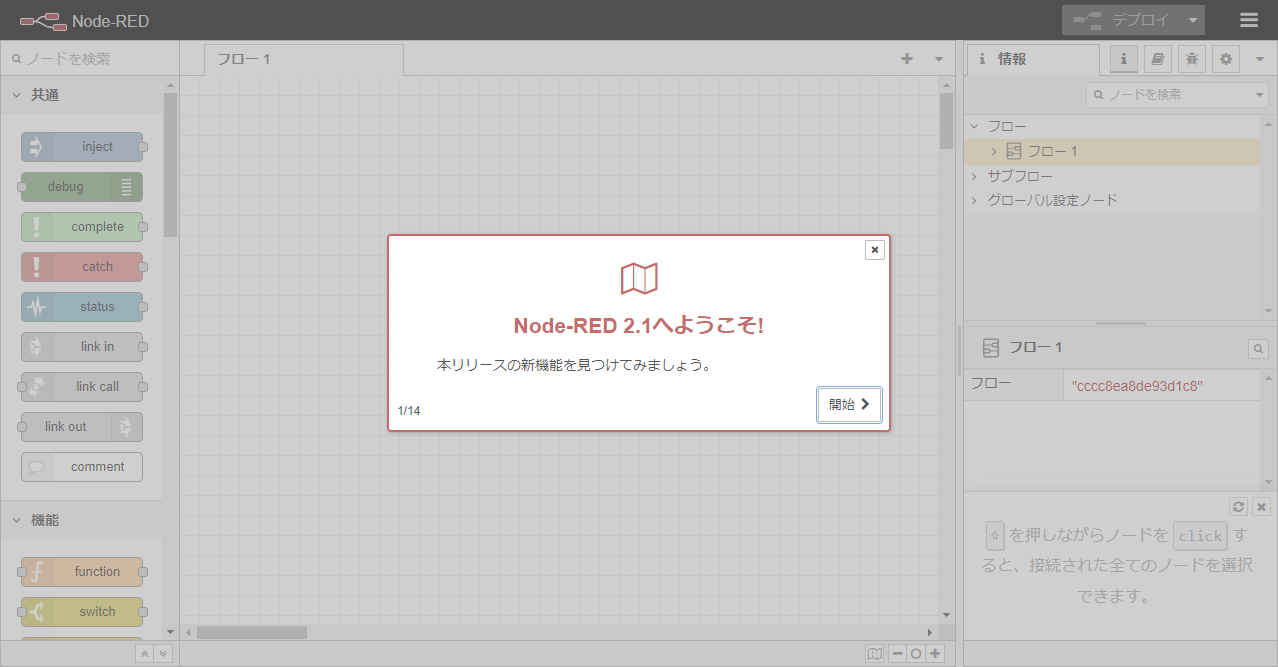 Node-RED
デプロイ
ノードを検索
フロー 1
情報
共通
inject
debug
complete
catch
status
link in
link call
link out
comment
機能
function
switch
Node-RED 2.1へようこそ!
本リリースの新機能を見つけてみましょう。
1/14
開始
ノードを検索
フロー
フロー 1
サブフロー
グローバル設定ノード
フロー 1
フロー "cccc8ea8de93d1c8"
を押しながらノードを click す
ると、接続された全てのノードを選択
できます。